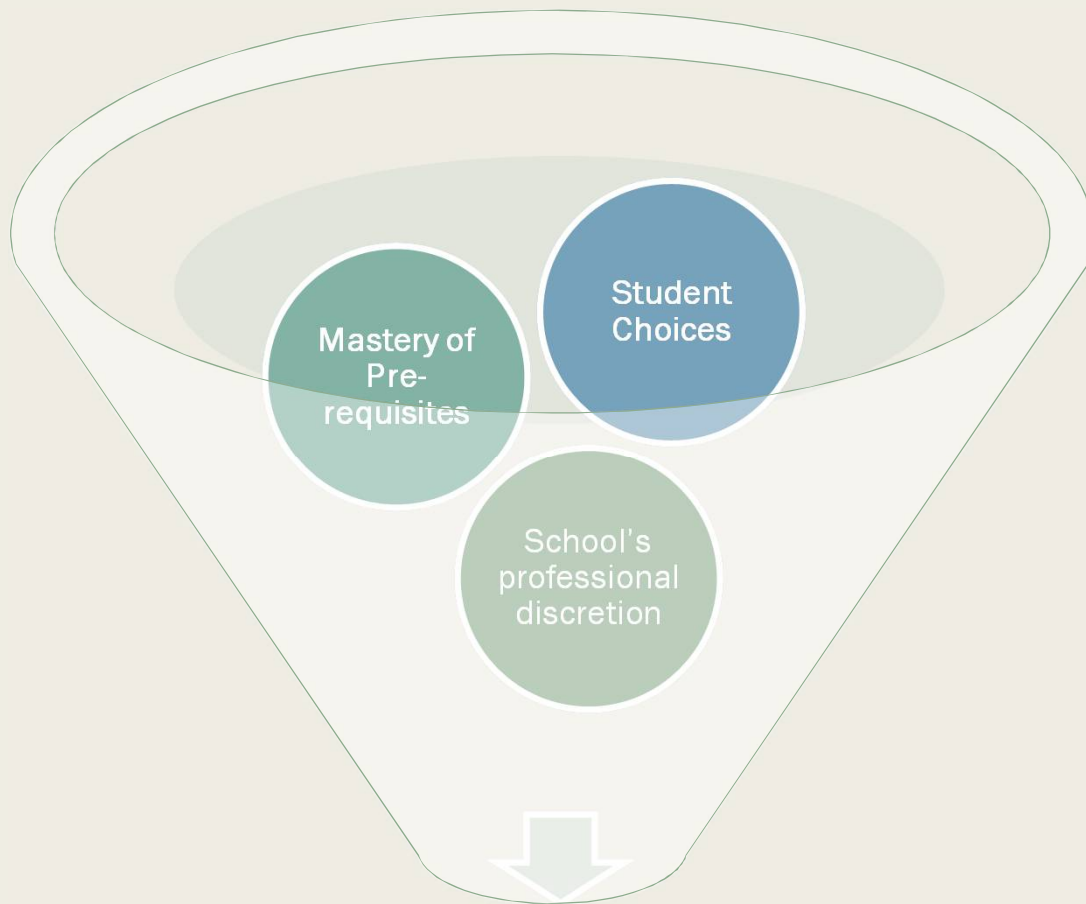 Student
Choices
Mastery of
Pre-
requisites
School's
professional
discretion